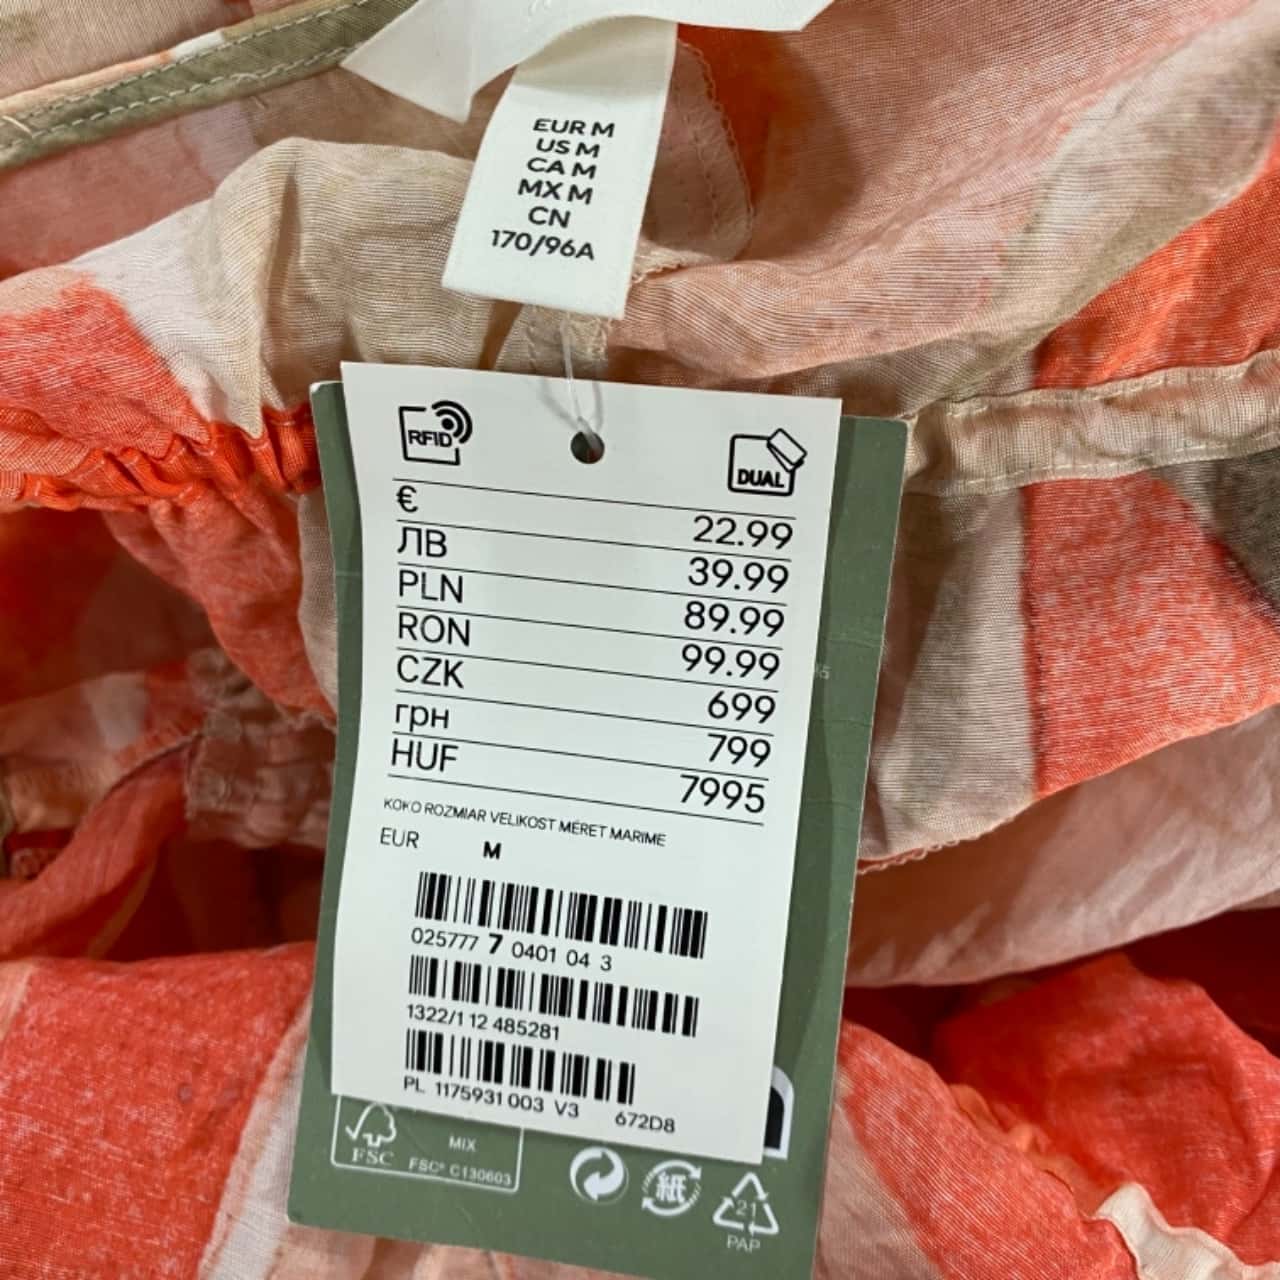 EUR M
US M
CA M
MX M
CN
170/96A
RFID
DUAL
€ 22.99
ЛВ 39.99
PLN 89.99
RON 99.99
CZK 699
грн 799
HUF 7995
KOKO ROZMIAR VELIKOST MÉRET MARIME
EUR M
025777 7 0401 04 3
1322/1 12 485281
PL 1175931 003 V3 672D8
FSC
MIX
FSC® C130603
紙
21
PAP